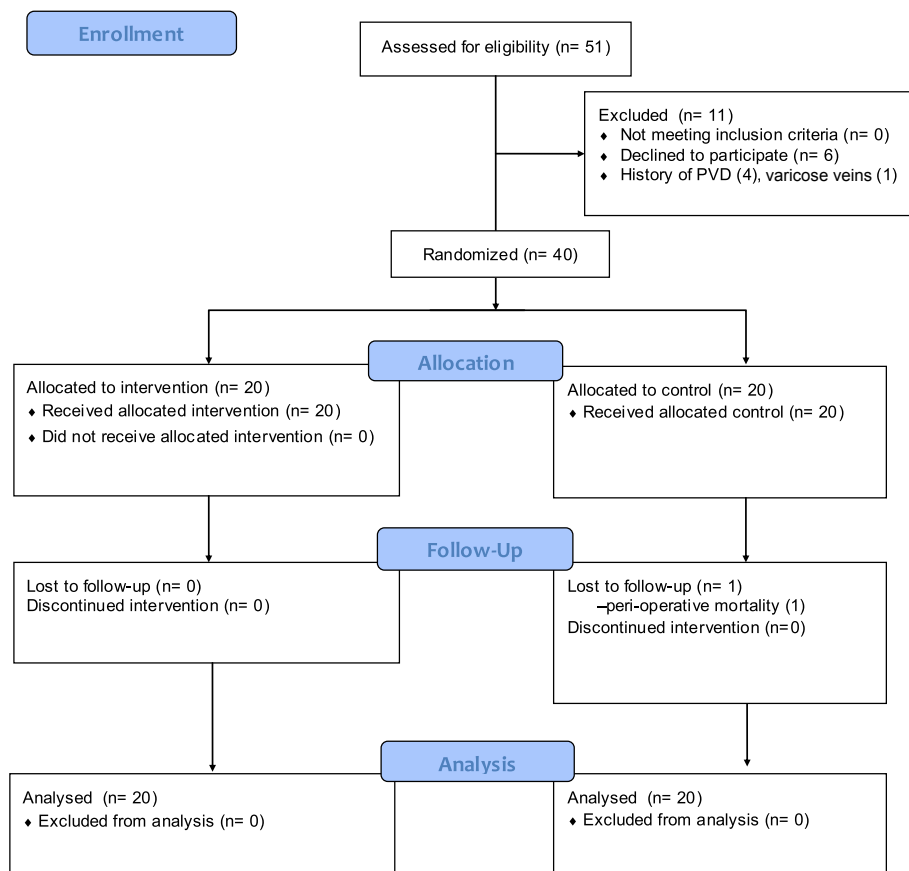 Enrollment
Assessed for eligibility (n= 51)
Excluded (n= 11)
♦ Not meeting inclusion criteria (n= 0)
♦ Declined to participate (n= 6)
♦ History of PVD (4), varicose veins (1)
Randomized (n= 40)
Allocation
Allocated to intervention (n= 20)
♦ Received allocated intervention (n= 20)
♦ Did not receive allocated intervention (n= 0)
Allocated to control (n= 20)
♦ Received allocated control (n= 20)
Follow-Up
Lost to follow-up (n= 0)
Discontinued intervention (n= 0)
Lost to follow-up (n= 1)
–peri-operative mortality (1)
Discontinued intervention (n=0)
Analysis
Analysed (n= 20)
♦ Excluded from analysis (n= 0)
Analysed (n= 20)
♦ Excluded from analysis (n= 0)